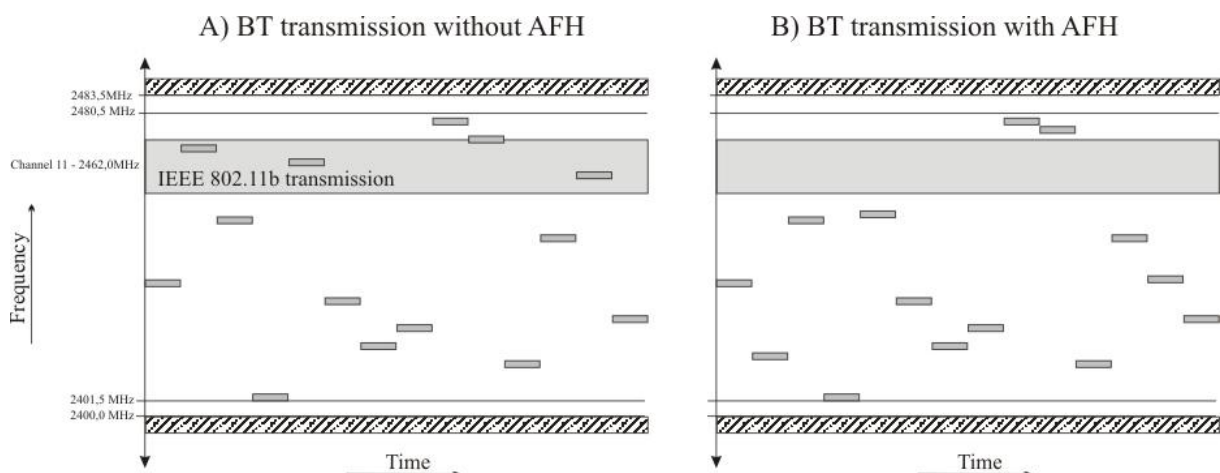 A) BT transmission without AFH
B) BT transmission with AFH
2483,5MHz
2480,5 MHz
Channel 11 - 2462,0MHz
IEEE 802.11b transmission
Frequency
2401,5 MHz
2400,0 MHz
Time
Time